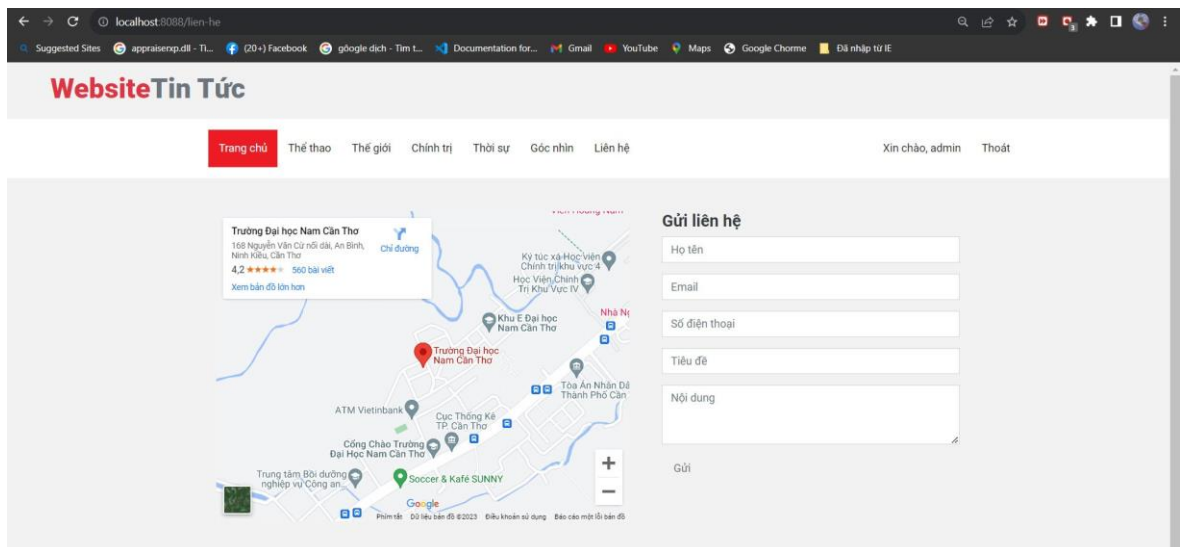 localhost:8088/lien-he
Suggested Sites appraisenxp.dll - Ti... (20+) Facebook gôogle dịch - Tìm t... Documentation for... Gmail YouTube Maps Google Chorme Đã nhập từ IE
WebsiteTin Tức
Trang chủ Thể thao Thế giới Chính trị Thời sự Góc nhìn Liên hệ Xin chào, admin Thoát
Trường Đại học Nam Cần Thơ
168 Nguyễn Văn Cừ nối dài, An Bình,
Ninh Kiều, Cần Thơ
Chỉ đường
4,2 560 bài viết
Xem bản đồ lớn hơn
Ký túc xá Học viện
Chính trị khu vực 4
Học Viện Chính
Trị Khu Vực IV
Khu E Đại học
Nam Cần Thơ
Trường Đại học
Nam Cần Thơ
Tòa Án Nhân Dâ
Thành Phố Cần
ATM Vietinbank
Cục Thống Kê
TP. Cần Thơ
Cổng Chào Trường
Đại Học Nam Cần Thơ
Trung tâm Bồi dưỡng
nghiệp vụ Công an...
Soccer & Kafé SUNNY
Google
Phím tắt Dữ liệu bản đồ ©2023 Điều khoản sử dụng Báo cáo một lỗi bản đồ
Gửi liên hệ
Họ tên
Email
Số điện thoại
Tiêu đề
Nội dung
Gửi